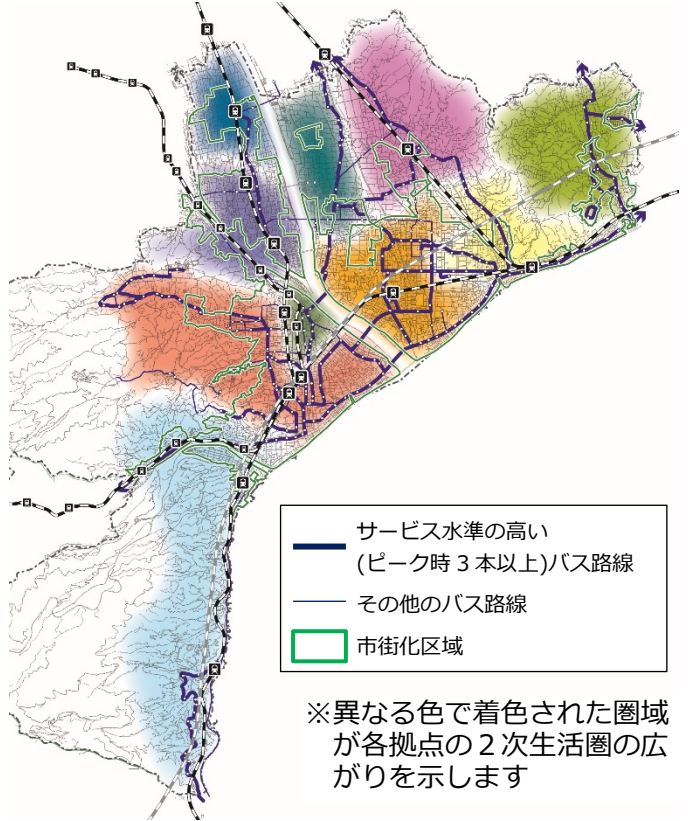 サービス水準の高い
(ピーク時３本以上)バス路線
その他のバス路線
市街化区域
※異なる色で着色された圏域
が各拠点の２次生活圏の広
がりを示します